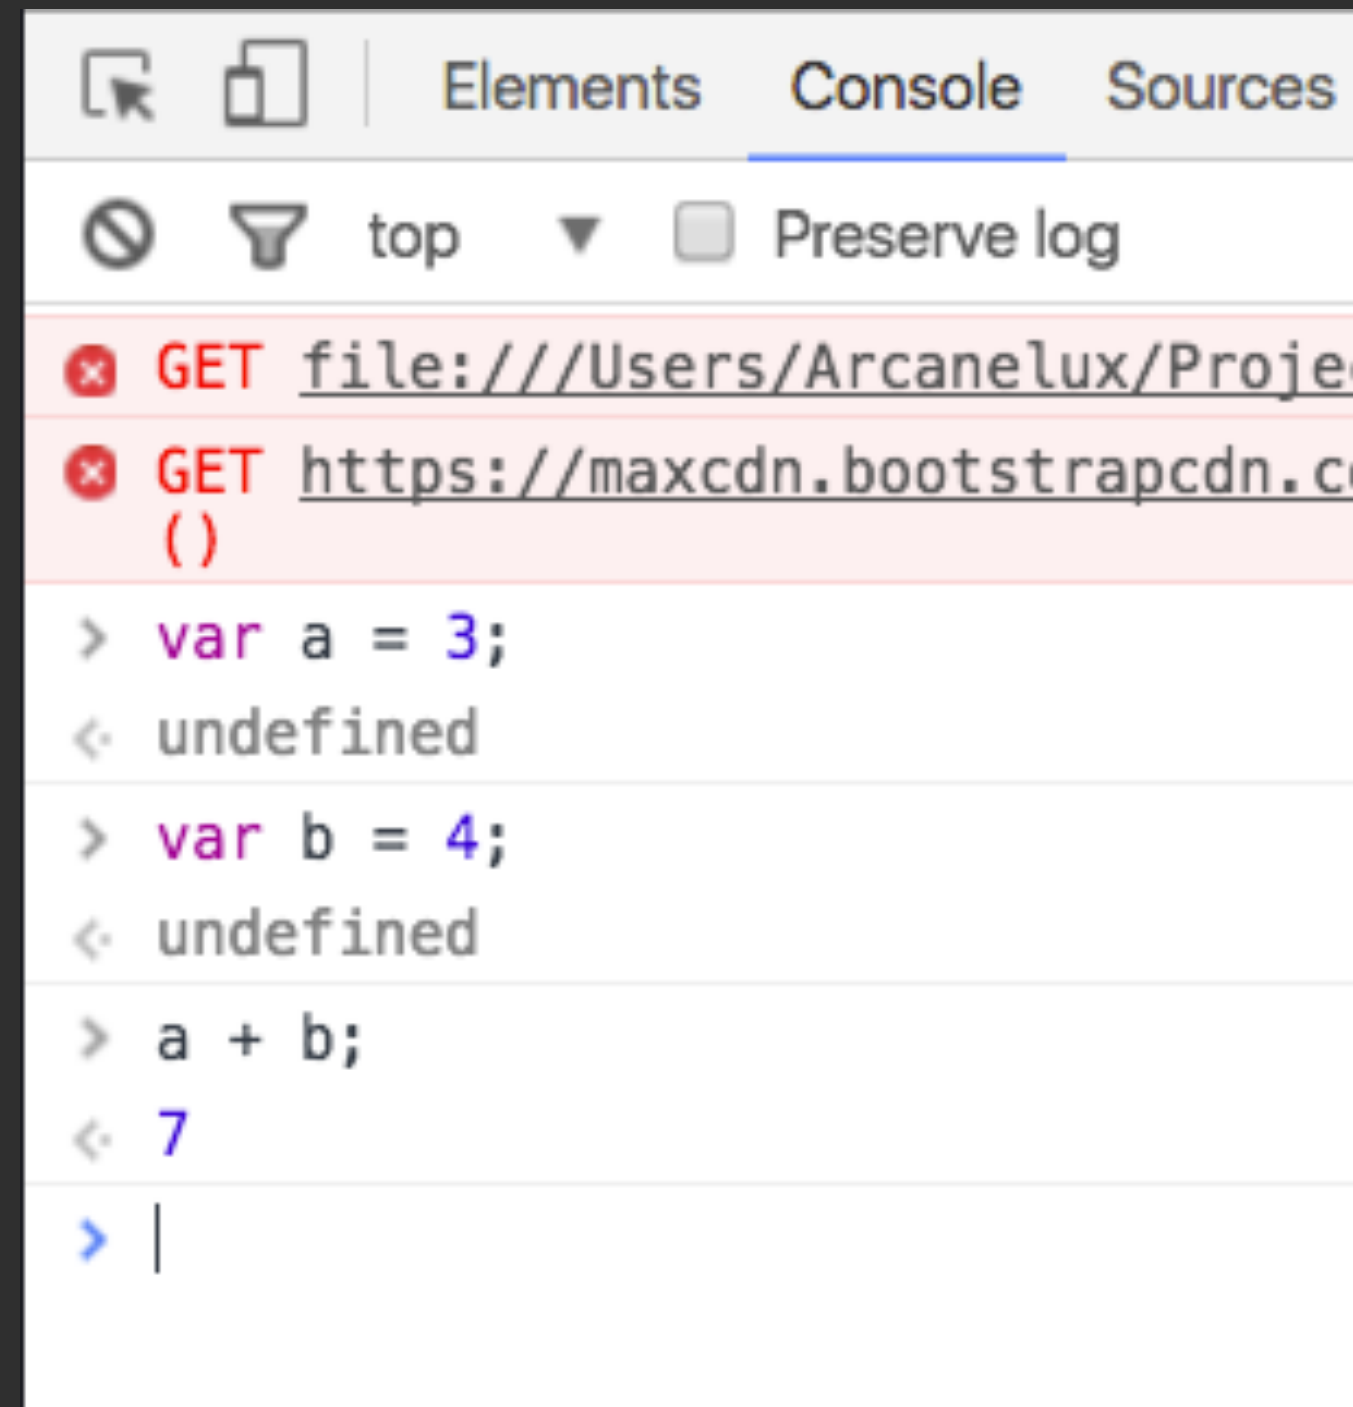 Elements Console Sources
top Preserve log
GET file:///Users/Arcanelux/Proje
GET https://maxcdn.bootstrapcdn.c
()
> var a = 3;
undefined
> var b = 4;
undefined
> a + b;
7
>